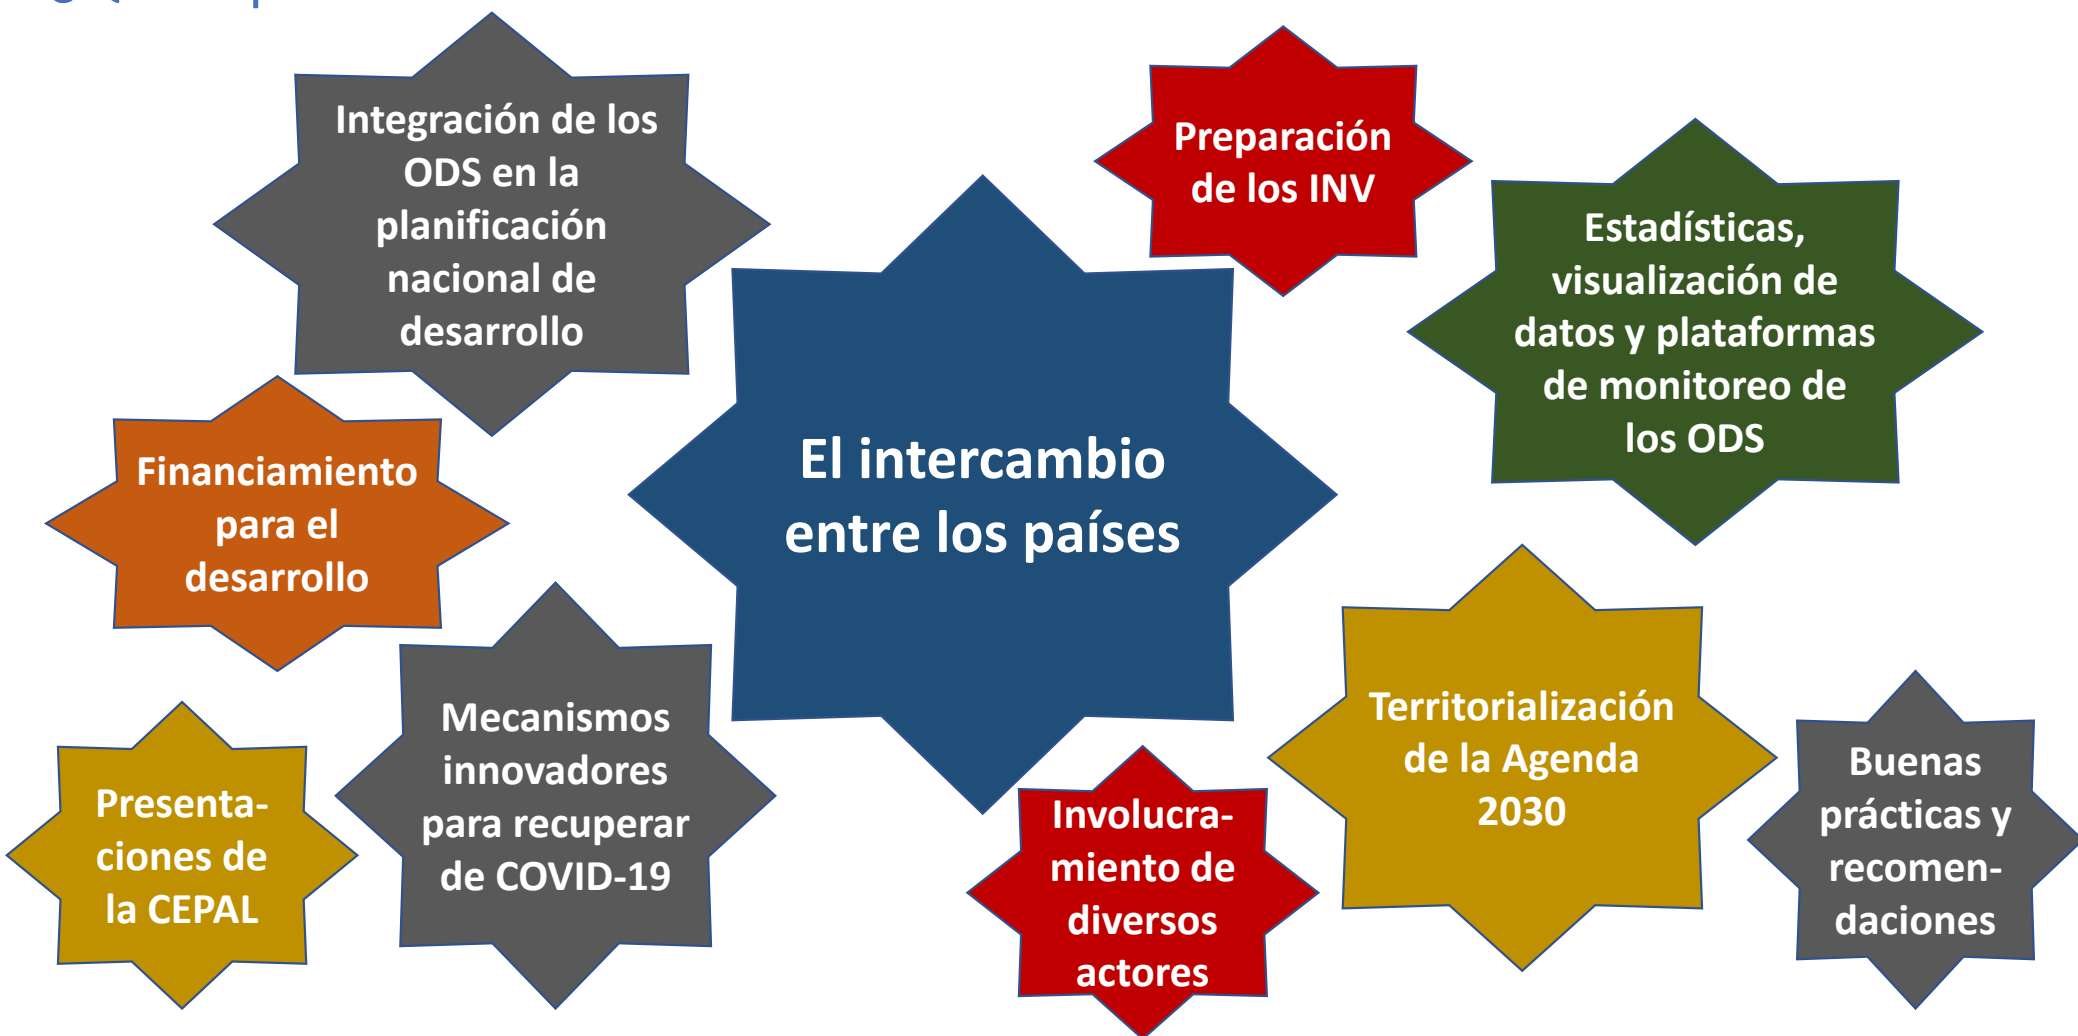 Integración de los
ODS en la
planificación
nacional de
desarrollo
Preparación
de los INV
Estadísticas,
visualización de
datos y plataformas
de monitoreo de
los ODS
El intercambio
entre los países
Financiamiento
para el
desarrollo
Mecanismos
innovadores
para recuperar
de COVID-19
Presenta-
ciones de
la CEPAL
Involucra-
miento de
diversos
actores
Territorialización
de la Agenda
2030
Buenas
prácticas y
recomen-
daciones